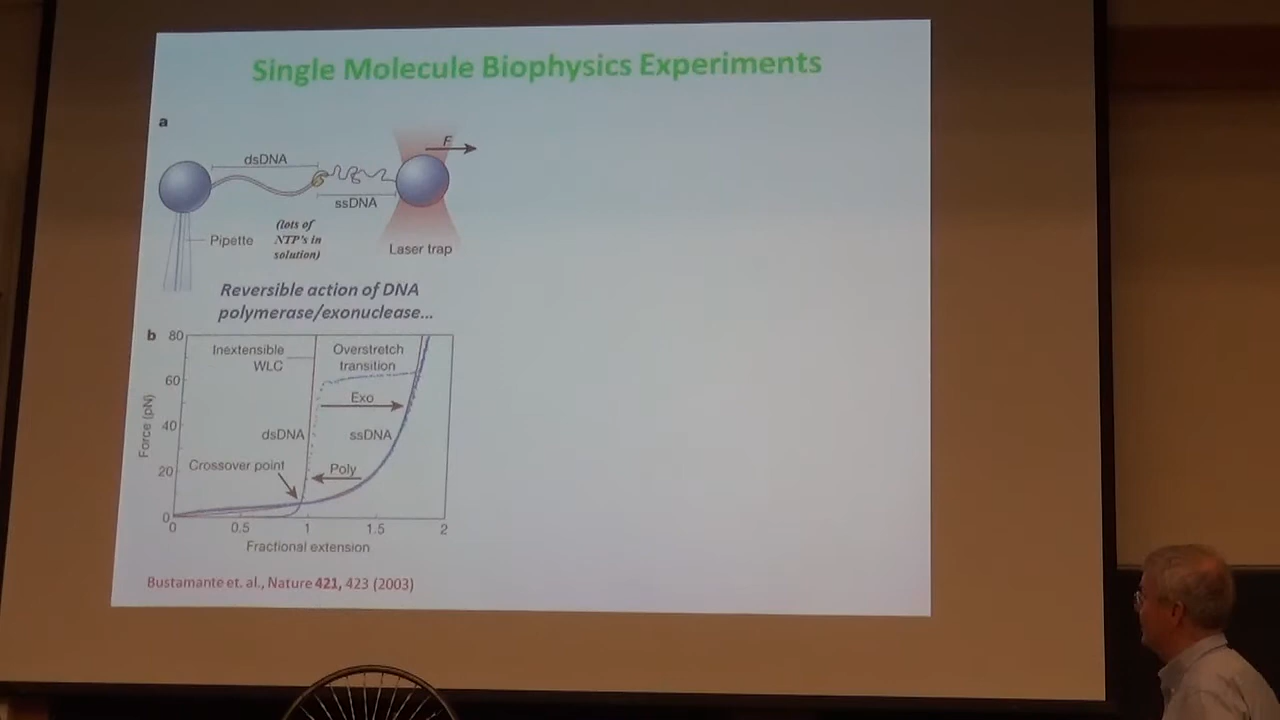 Single Molecule Biophysics Experiments
a
F
dsDNA
ssDNA
Pipette
(lots of
NTP's in
solution)
Laser trap
Reversible action of DNA
polymerase/exonuclease...
b
80
60
40
20
0
Force (pN)
Inextensible
WLC
Overstretch
transition
Exo
dsDNA
ssDNA
Crossover point
Poly
0
0.5
1
1.5
2
Fractional extension
Bustamante et. al., Nature 421, 423 (2003)